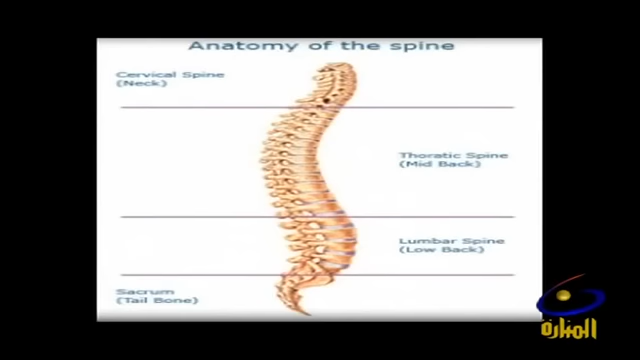 Anatomy of the spine
Cervical Spine
(Neck)
Thoratic Spine
(Mid Back)
Lumbar Spine
(Low Back)
Sacrum
(Tail Bone)
المنارة